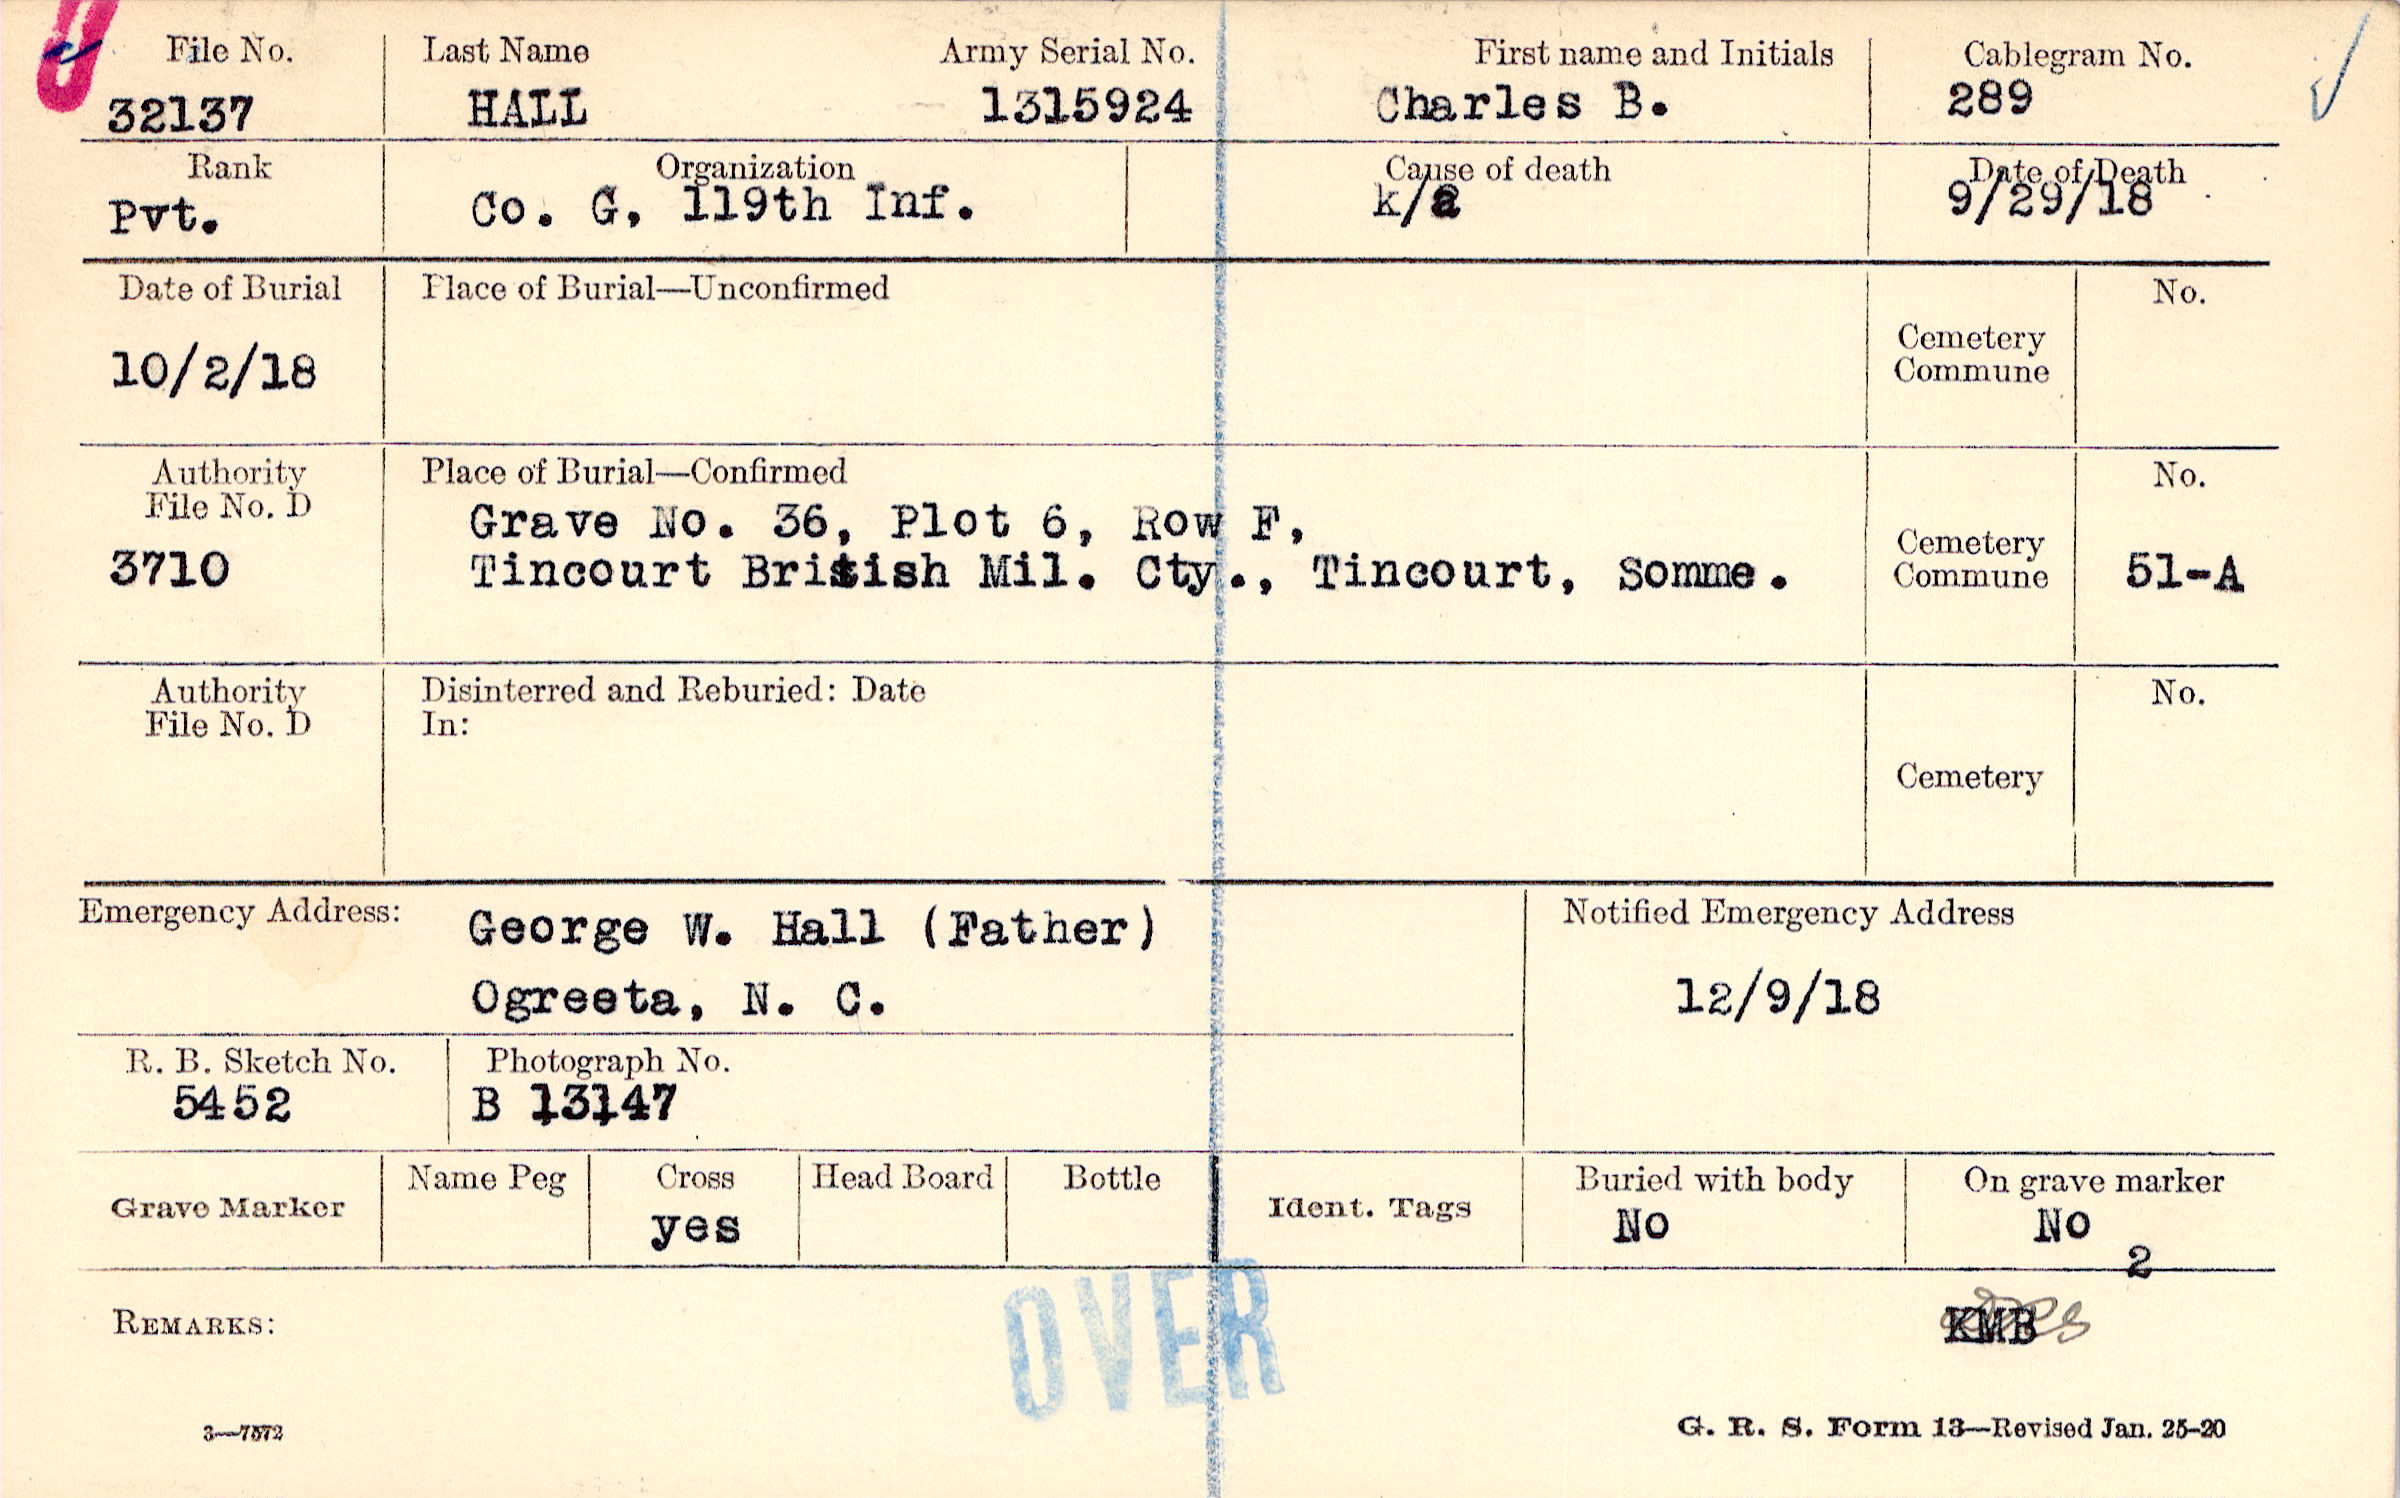 File No. Last Name Army Serial No. First name and Initials Cablegram No.
32137 HALL 1315924 Charles B. 289
Rank Organization Cause of death Date of Death
Pvt. Co. G, 119th Inf. k/a 9/29/18
Date of Burial Place of Burial—Unconfirmed No.
10/2/18 Cemetery
Commune
Authority Place of Burial—Confirmed No.
File No. D
Grave No. 36, Plot 6, Row F,
3710 Tincourt British Mil. Cty., Tincourt, Somme. Cemetery
Commune 51-A
Authority Disinterred and Reburied: Date No.
File No. D In:
Cemetery
Emergency Address: George W. Hall (Father) Notified Emergency Address
Ogreeta, N. C. 12/9/18
R. B. Sketch No. Photograph No.
5452 B 13147
Grave Marker Name Peg Cross Head Board Bottle Ident. Tags Buried with body On grave marker
yes No No
2
REMARKS: OVER KMB
3—7572 G. R. S. Form 13—Revised Jan. 25-20